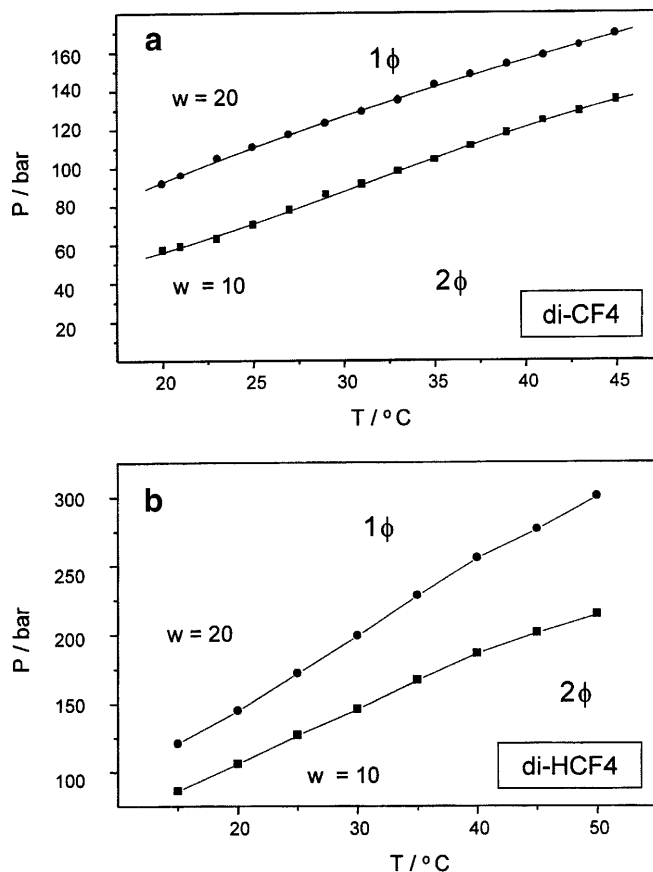 a
1ϕ
w = 20
w = 10
2ϕ
di-CF4
P / bar
160
140
120
100
80
60
40
20
20 25 30 35 40 45
T / °C
b
1ϕ
w = 20
2ϕ
w = 10
di-HCF4
P / bar
300
250
200
150
100
20 30 40 50
T / °C